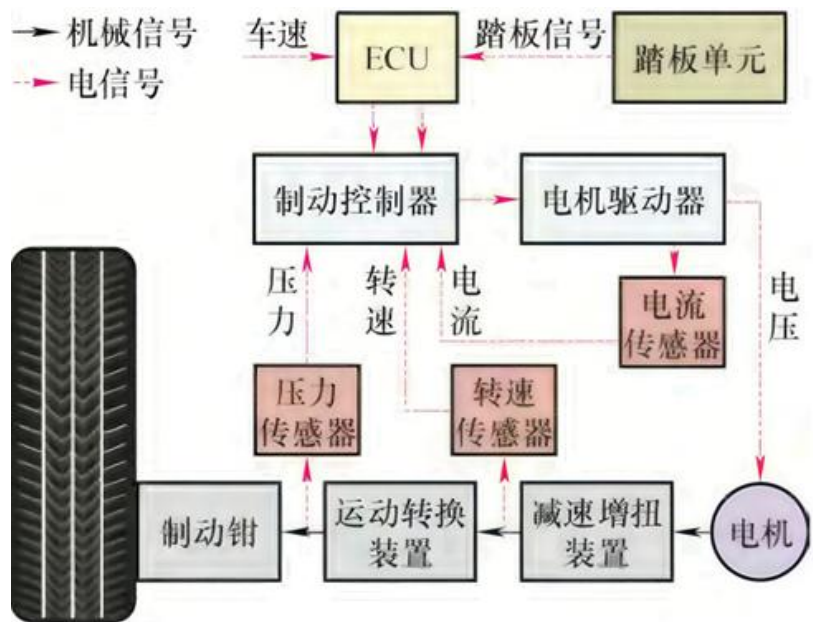 机械信号
电信号
车速
ECU
踏板信号
踏板单元
制动控制器
电机驱动器
压力
转速
电流
电流
传感器
电压
压力
传感器
转速
传感器
制动钳
运动转换
装置
减速增扭
装置
电机